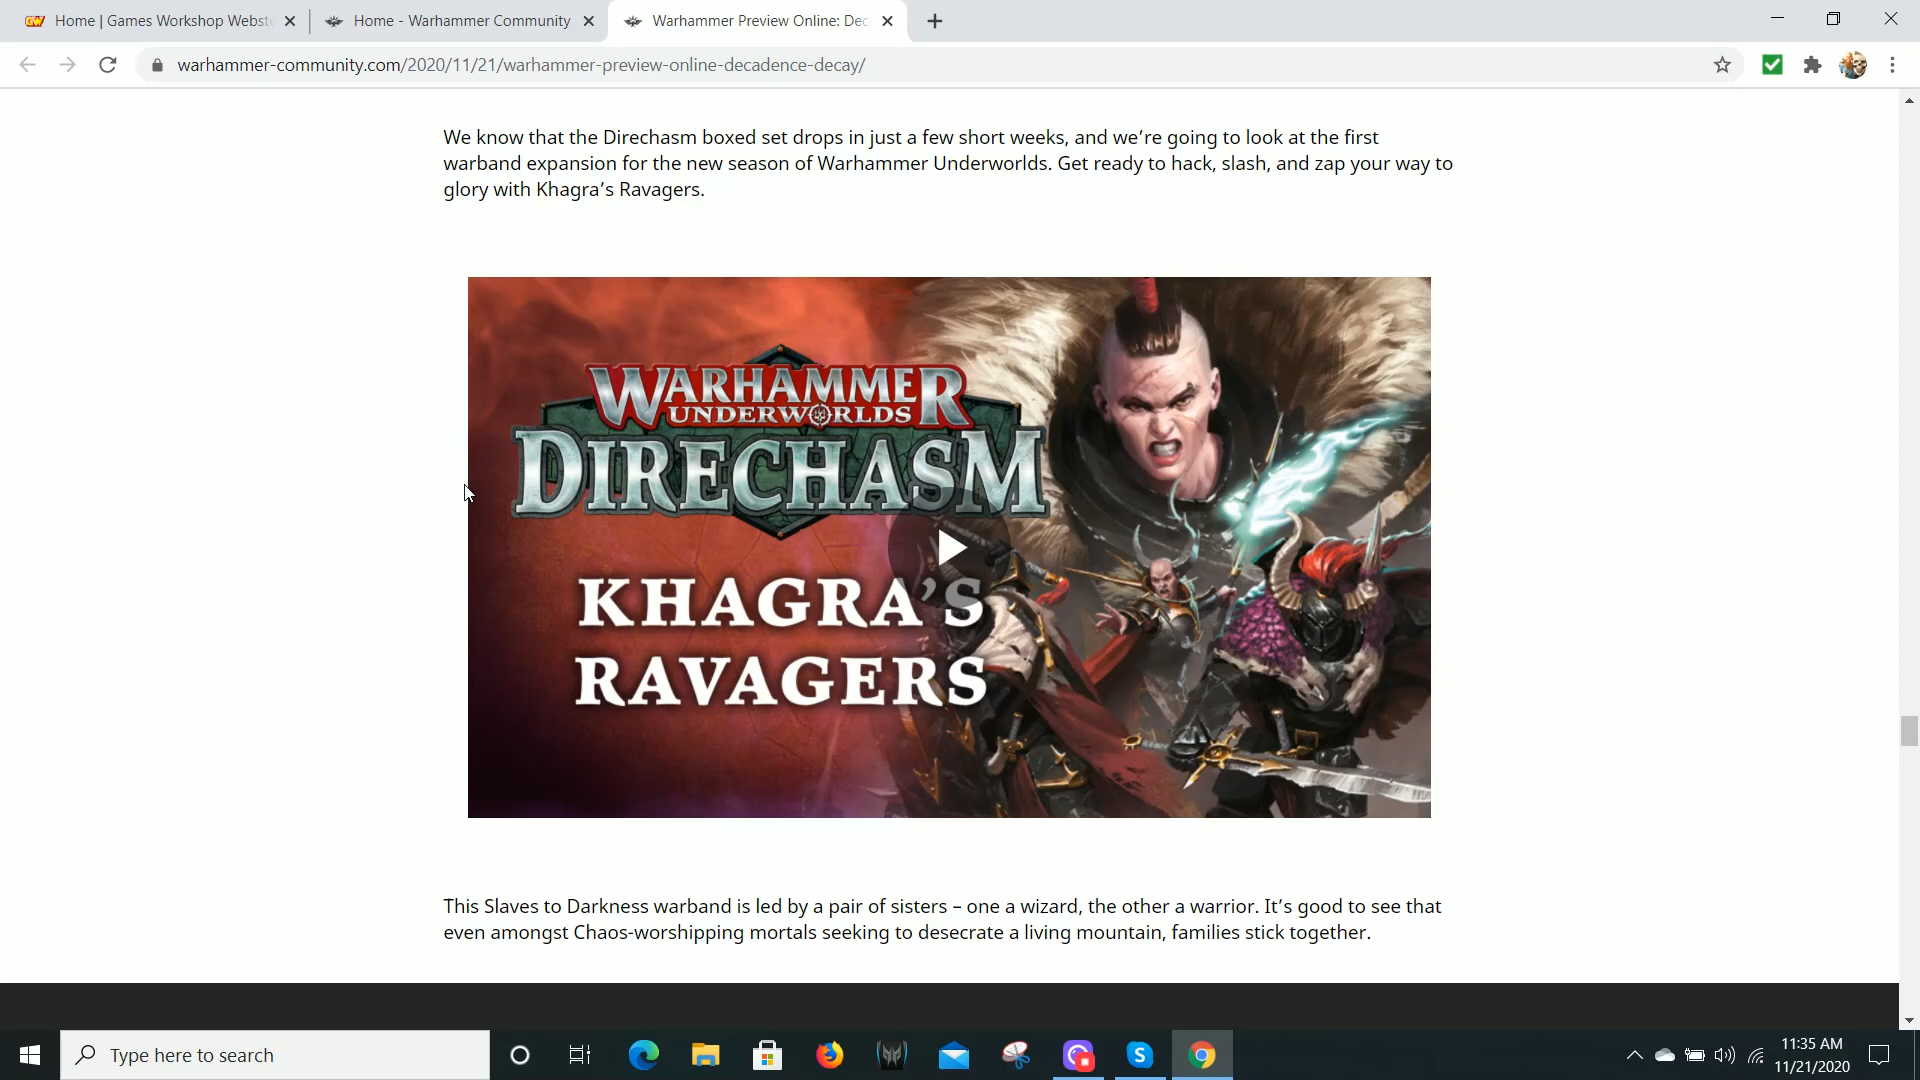 Home | Games Workshop Webst
Home - Warhammer Community
Warhammer Preview Online: Dec
warhammer-community.com/2020/11/21/warhammer-preview-online-decadence-decay/
We know that the Direchasm boxed set drops in just a few short weeks, and we're going to look at the first
warband expansion for the new season of Warhammer Underworlds. Get ready to hack, slash, and zap your way to
glory with Khagra's Ravagers.
WARHAMMER
UNDERWORLDS
DIRECHASM
KHAGRA'S
RAVAGERS
This Slaves to Darkness warband is led by a pair of sisters – one a wizard, the other a warrior. It's good to see that
even amongst Chaos-worshipping mortals seeking to desecrate a living mountain, families stick together.
Type here to search
11:35 AM
11/21/2020